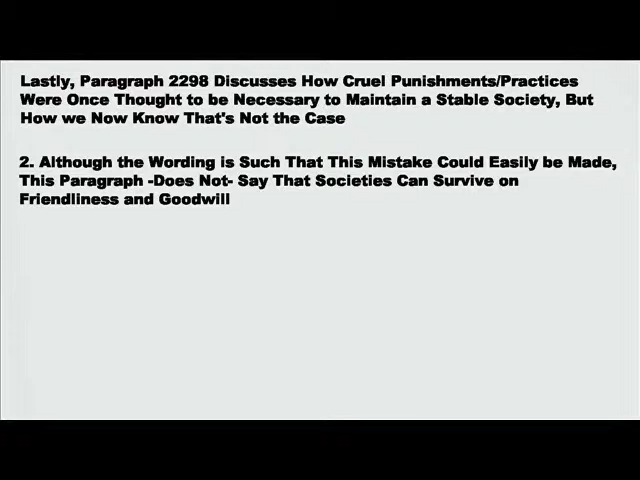 Lastly, Paragraph 2298 Discusses How Cruel Punishments/Practices
Were Once Thought to be Necessary to Maintain a Stable Society, But
How we Now Know That's Not the Case
2. Although the Wording is Such That This Mistake Could Easily be Made,
This Paragraph -Does Not- Say That Societies Can Survive on
Friendliness and Goodwill